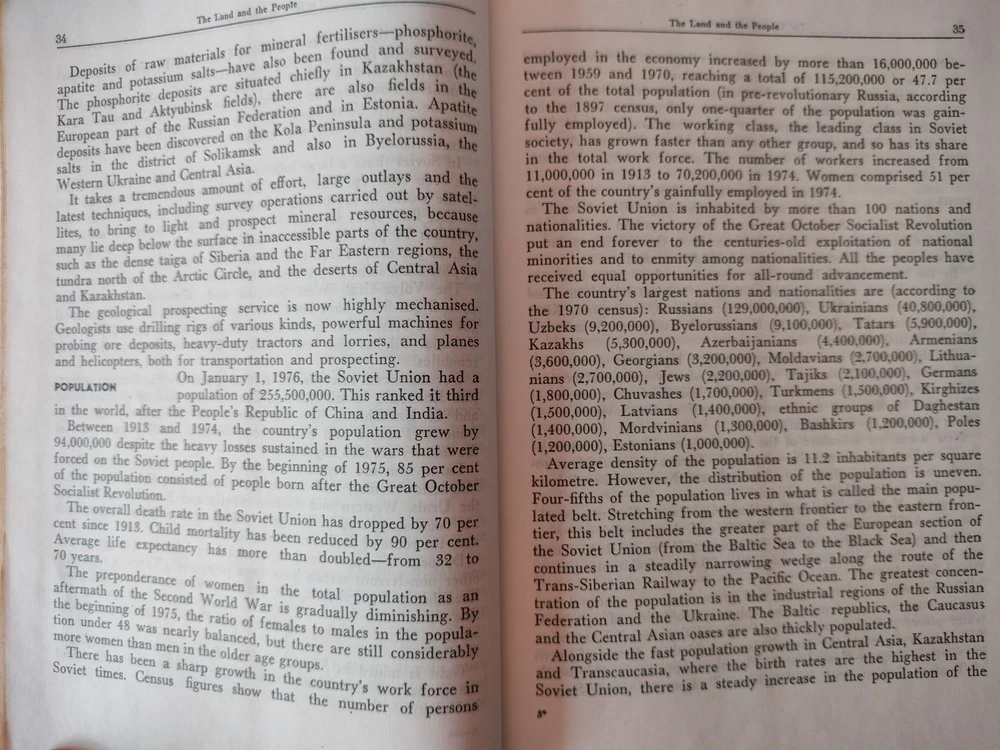 The Land and the People
34
Deposits of raw materials for mineral fertilisers—phosphorite,
apatite and potassium salts—have also been found and surveyed.
The phosphorite deposits are situated chiefly in Kazakhstan (the
Kara Tau and Aktyubinsk fields), there are also fields in the
European part of the Russian Federation and in Estonia. Apatite
deposits have been discovered on the Kola Peninsula and potassium
salts in the district of Solikamsk and also in Byelorussia, the
Western Ukraine and Central Asia.
It takes a tremendous amount of effort, large outlays and the
latest techniques, including survey operations carried out by satel-
lites, to bring to light and prospect mineral resources, because
many lie deep below the surface in inaccessible parts of the country,
such as the dense taiga of Siberia and the Far Eastern regions, the
tundra north of the Arctic Circle, and the deserts of Central Asia
and Kazakhstan.
The geological prospecting service is now highly mechanised.
Geologists use drilling rigs of various kinds, powerful machines for
probing ore deposits, heavy-duty tractors and lorries, and planes
and helicopters, both for transportation and prospecting.
POPULATION
On January 1, 1976, the Soviet Union had a
population of 255,500,000. This ranked it third
in the world, after the People's Republic of China and India.
Between 1913 and 1974, the country's population grew by
94,000,000 despite the heavy losses sustained in the wars that were
forced on the Soviet people. By the beginning of 1975, 85 per cent
of the population consisted of people born after the Great October
Socialist Revolution.
The overall death rate in the Soviet Union has dropped by 70 per
cent since 1913. Child mortality has been reduced by 90 per cent.
Average life expectancy has more than doubled—from 32 to
70 years.
The preponderance of women in the total population as an
aftermath of the Second World War is gradually diminishing. By
the beginning of 1975, the ratio of females to males in the popula-
tion under 48 was nearly balanced, but there are still considerably
more women than men in the older age groups.
There has been a sharp growth in the country's work force in
Soviet times. Census figures show that the number of persons
The Land and the People
35
employed in the economy increased by more than 16,000,000 be-
tween 1959 and 1970, reaching a total of 115,200,000 or 47.7 per
cent of the total population (in pre-revolutionary Russia, according
to the 1897 census, only one-quarter of the population was gain-
fully employed). The working class, the leading class in Soviet
society, has grown faster than any other group, and so has its share
in the total work force. The number of workers increased from
11,000,000 in 1913 to 70,200,000 in 1974. Women comprised 51 per
cent of the country's gainfully employed in 1974.
The Soviet Union is inhabited by more than 100 nations and
nationalities. The victory of the Great October Socialist Revolution
put an end forever to the centuries-old exploitation of national
minorities and to enmity among nationalities. All the peoples have
received equal opportunities for all-round advancement.
The country's largest nations and nationalities are (according to
the 1970 census): Russians (129,000,000), Ukrainians (40,800,000),
Uzbeks (9,200,000), Byelorussians (9,100,000), Tatars (5,900,000),
Kazakhs (5,300,000), Azerbaijanians (4,400,000), Armenians
(3,600,000), Georgians (3,200,000), Moldavians (2,700,000), Lithua-
nians (2,700,000), Jews (2,200,000), Tajiks (2,100,000), Germans
(1,800,000), Chuvashes (1,700,000), Turkmens (1,500,000), Kirghizes
(1,500,000), Latvians (1,400,000), ethnic groups of Daghestan
(1,400,000), Mordvinians (1,300,000), Bashkirs (1,200,000), Poles
(1,200,000), Estonians (1,000,000).
Average density of the population is 11.2 inhabitants per square
kilometre. However, the distribution of the population is uneven.
Four-fifths of the population lives in what is called the main popu-
lated belt. Stretching from the western frontier to the eastern fron-
tier, this belt includes the greater part of the European section of
the Soviet Union (from the Baltic Sea to the Black Sea) and then
continues in a steadily narrowing wedge along the route of the
Trans-Siberian Railway to the Pacific Ocean. The greatest concen-
tration of the population is in the industrial regions of the Russian
Federation and the Ukraine. The Baltic republics, the Caucasus
and the Central Asian oases are also thickly populated.
Alongside the fast population growth in Central Asia, Kazakhstan
and Transcaucasia, where the birth rates are the highest in the
Soviet Union, there is a steady increase in the population of the
3*